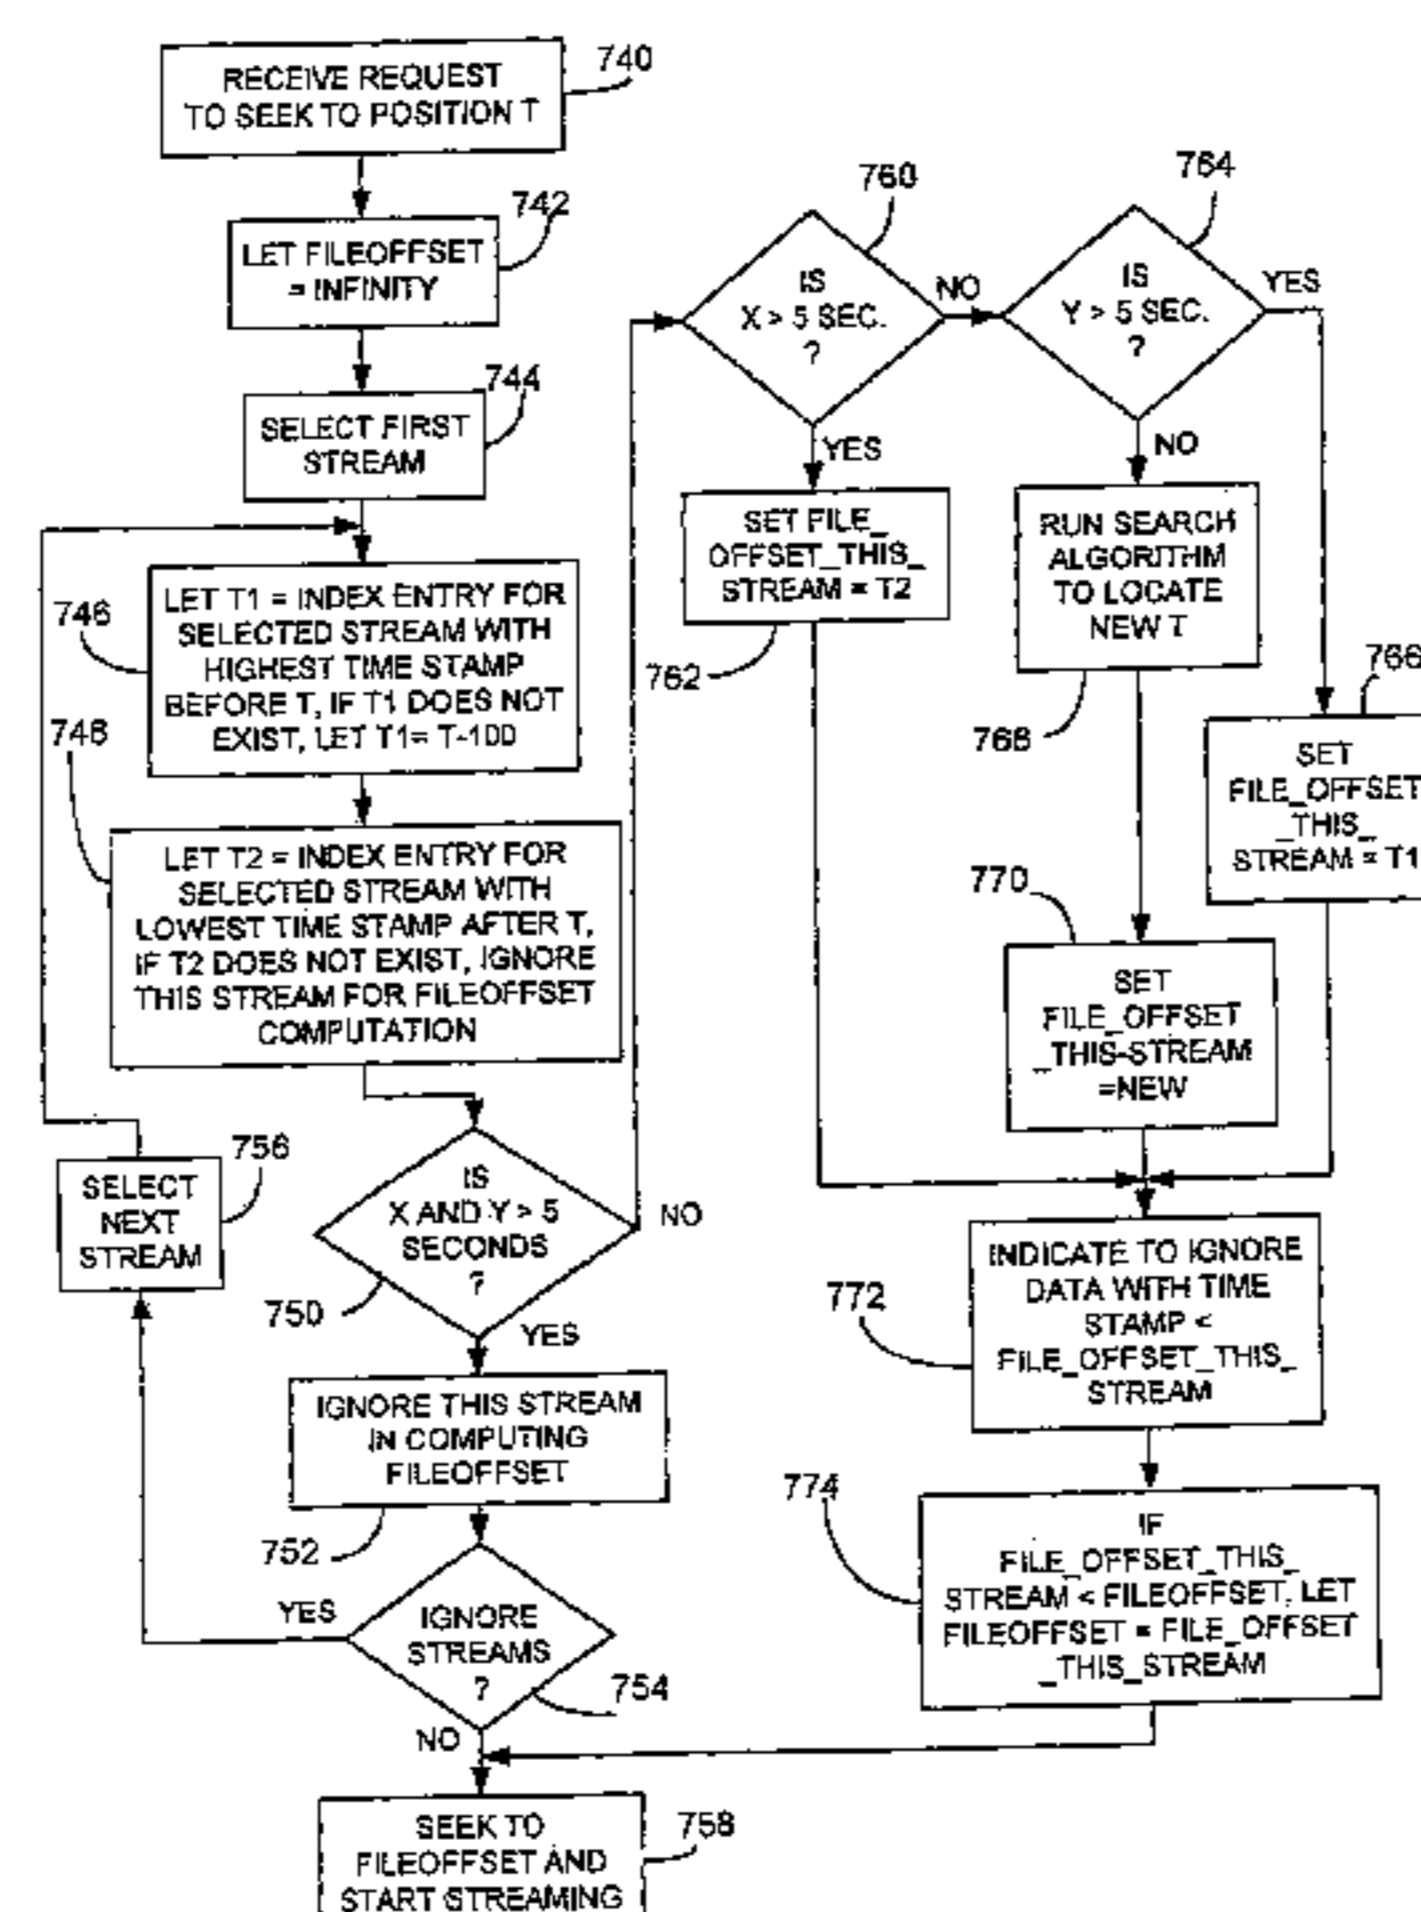 740
RECEIVE REQUEST
TO SEEK TO POSITION T
742
LET FILEOFFSET
= INFINITY
744
SELECT FIRST
STREAM
746
LET T1 = INDEX ENTRY FOR
SELECTED STREAM WITH
HIGHEST TIME STAMP
BEFORE T, IF T1 DOES NOT
EXIST, LET T1= T-100
748
LET T2 = INDEX ENTRY FOR
SELECTED STREAM WITH
LOWEST TIME STAMP AFTER T,
IF T2 DOES NOT EXIST, IGNORE
THIS STREAM FOR FILEOFFSET
COMPUTATION
756
SELECT
NEXT
STREAM
IS
X AND Y > 5
SECONDS
?
NO
750
YES
IGNORE THIS STREAM
IN COMPUTING
FILEOFFSET
752
YES
IGNORE
STREAMS
?
754
NO
SEEK TO
FILEOFFSET AND
START STREAMING
758
760
IS
X > 5 SEC.
?
NO
YES
SET FILE_
OFFSET_THIS_
STREAM = T2
762
764
IS
Y > 5 SEC.
?
YES
NO
RUN SEARCH
ALGORITHM
TO LOCATE
NEW T
768
766
SET
FILE_OFFSET
_THIS_
STREAM = T1
770
SET
FILE_OFFSET
_THIS-STREAM
=NEW
772
INDICATE TO IGNORE
DATA WITH TIME
STAMP <
FILE_OFFSET_THIS_
STREAM
774
IF
FILE_OFFSET_THIS_
STREAM < FILEOFFSET, LET
FILEOFFSET = FILE_OFFSET
_THIS_STREAM